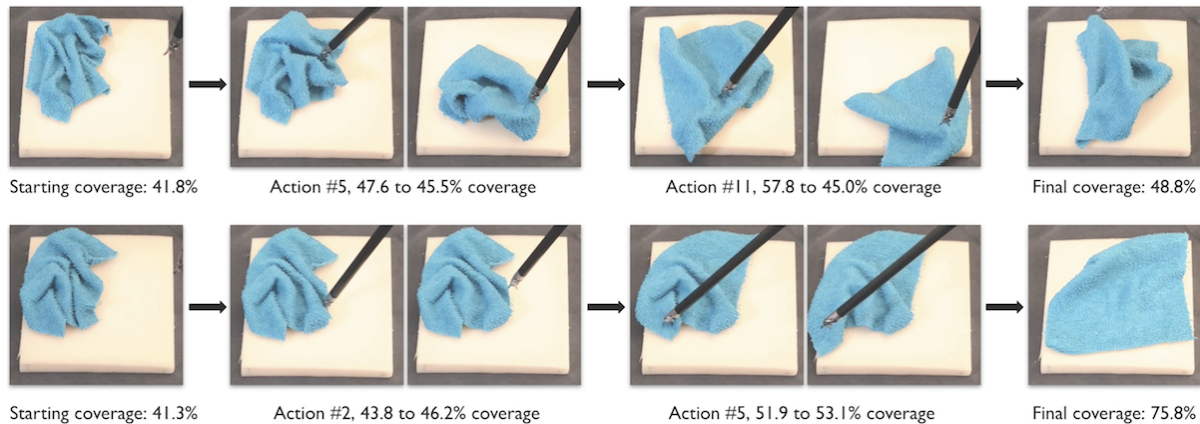 Starting coverage: 41.8%
Action #5, 47.6 to 45.5% coverage
Action #11, 57.8 to 45.0% coverage
Final coverage: 48.8%
Starting coverage: 41.3%
Action #2, 43.8 to 46.2% coverage
Action #5, 51.9 to 53.1% coverage
Final coverage: 75.8%